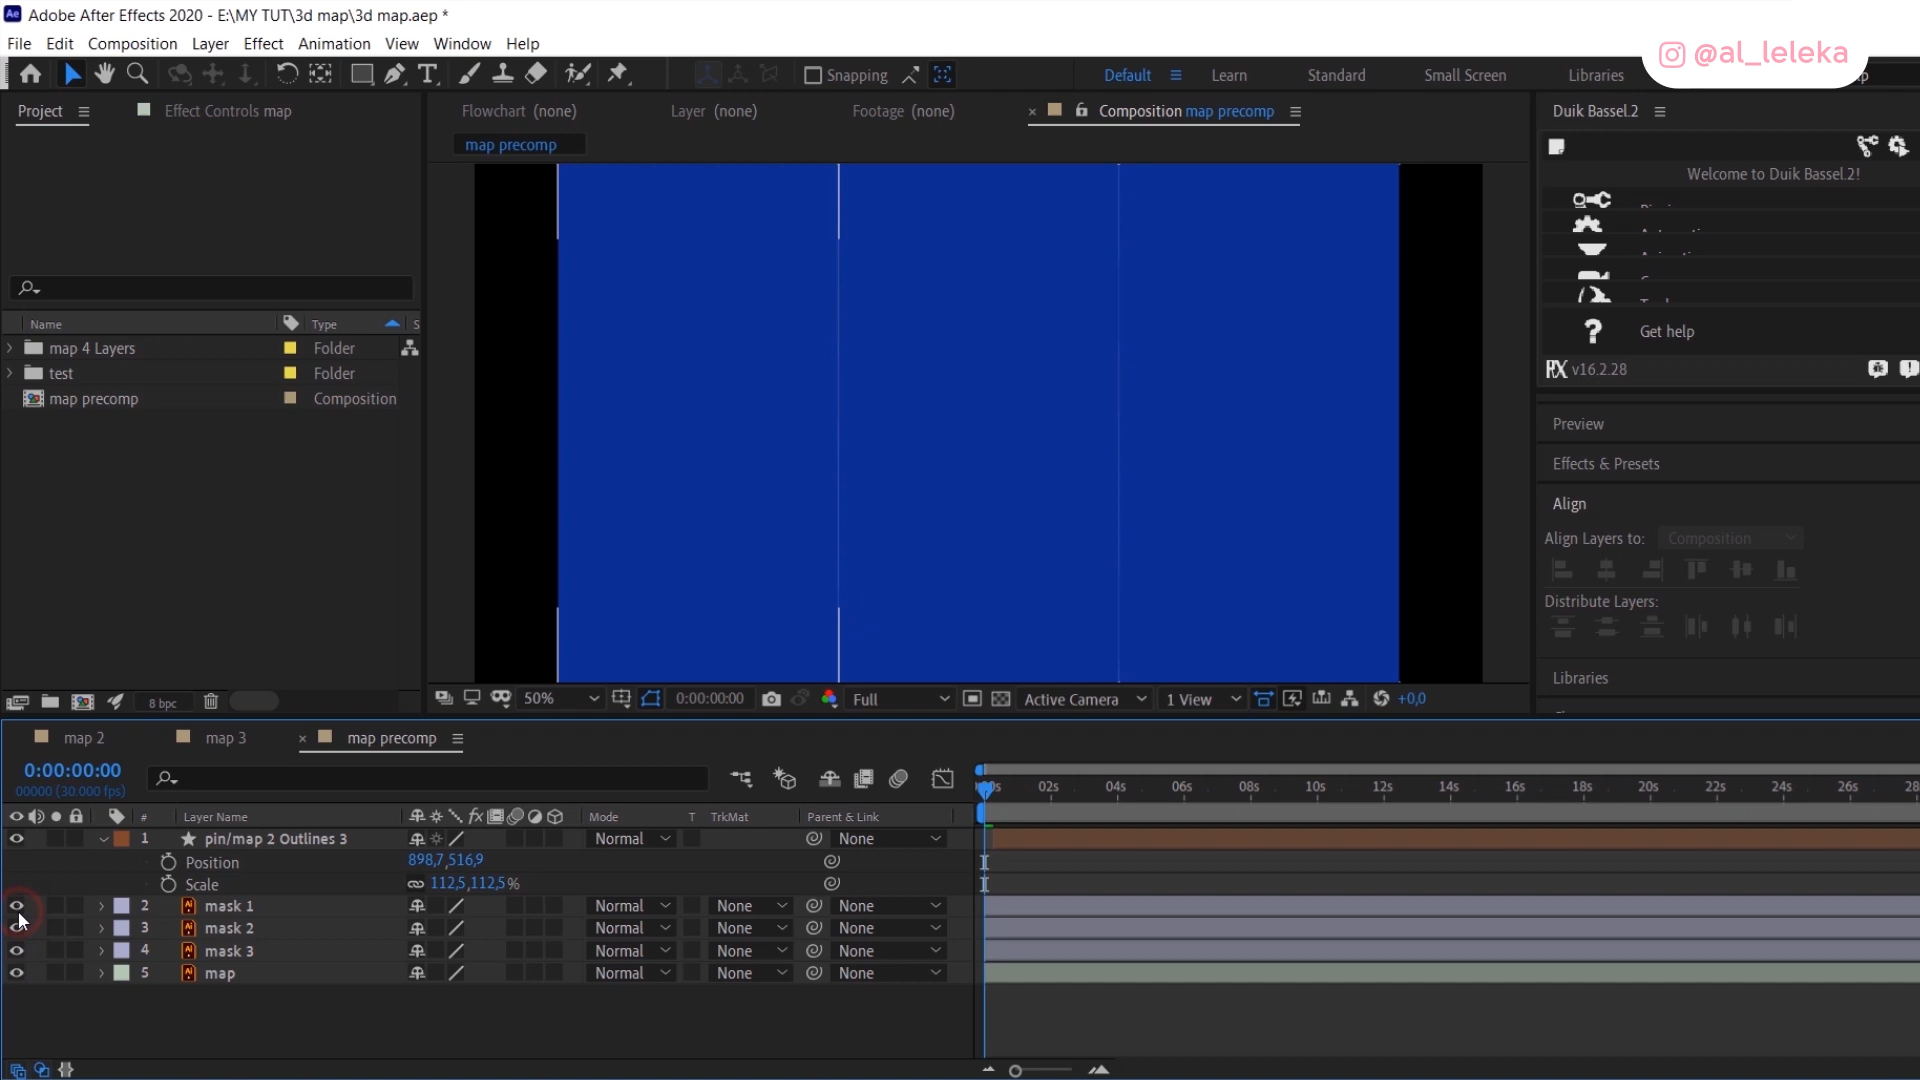 Ae Adobe After Effects 2020 - E:\MY TUT\3d map\3d map.aep *
File Edit Composition Layer Effect Animation View Window Help
@al_leleka
Snapping
Default Learn Standard Small Screen Libraries
Project Effect Controls map
Flowchart (none) Layer (none) Footage (none) × Composition map precomp
Duik Bassel.2
map precomp
Welcome to Duik Bassel.2!
Get help
v16.2.28
Name Type S
map 4 Layers Folder
test Folder
map precomp Composition
Preview
Effects & Presets
Align
Align Layers to: Composition
Distribute Layers:
Libraries
8 bpc
50% 0:00:00:00 Full Active Camera 1 View +0,0
map 2 map 3 × map precomp
0:00:00:00
00000 (30.000 fps)
02s 04s 06s 08s 10s 12s 14s 16s 18s 20s 22s 24s 26s 28
# Layer Name fx Mode T TrkMat Parent & Link
1 pin/map 2 Outlines 3 Normal None
Position 898,7,516,9
Scale 112,5,112,5%
2 Ai mask 1 Normal None None
3 Ai mask 2 Normal None None
4 Ai mask 3 Normal None None
5 Ai map Normal None None